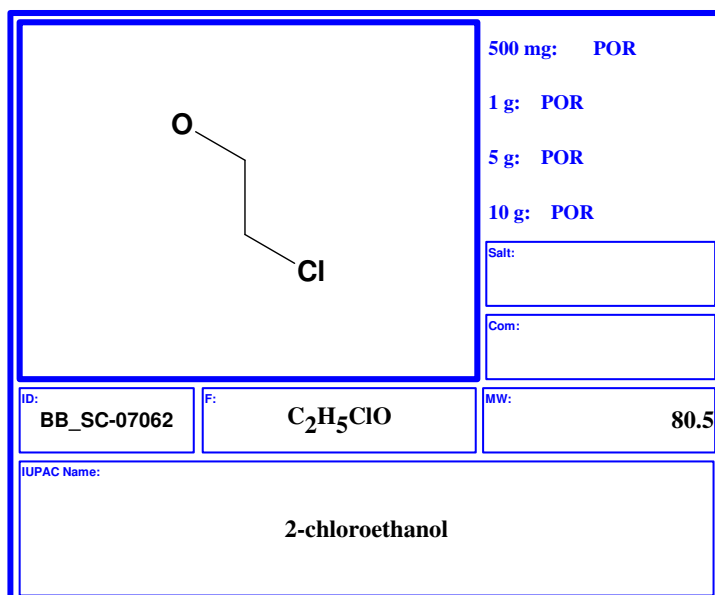 O
Cl
500 mg: POR
1 g: POR
5 g: POR
10 g: POR
Salt:
Com:
ID:
BB_SC-07062
F:
C2H5ClO
MW:
80.5
IUPAC Name:
2-chloroethanol